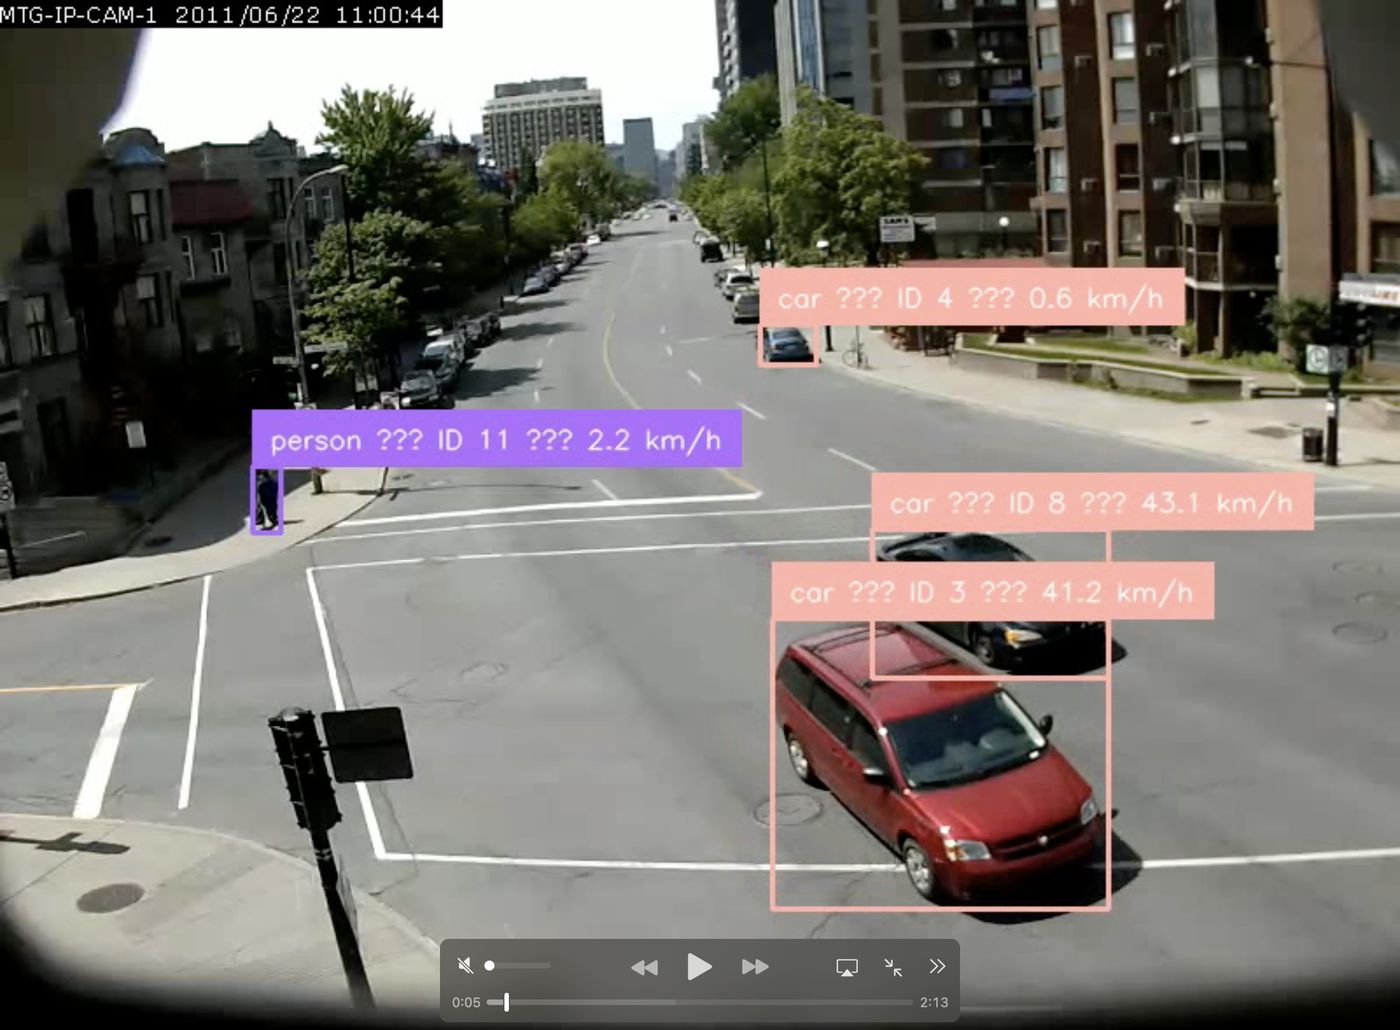 MTG-IP-CAM-1 2011/06/22 11:00:44
car ??? ID 4 ??? 0.6 km/h
person ??? ID 11 ??? 2.2 km/h
car ??? ID 8 ??? 43.1 km/h
car ??? ID 3 ??? 41.2 km/h
0:05
2:13